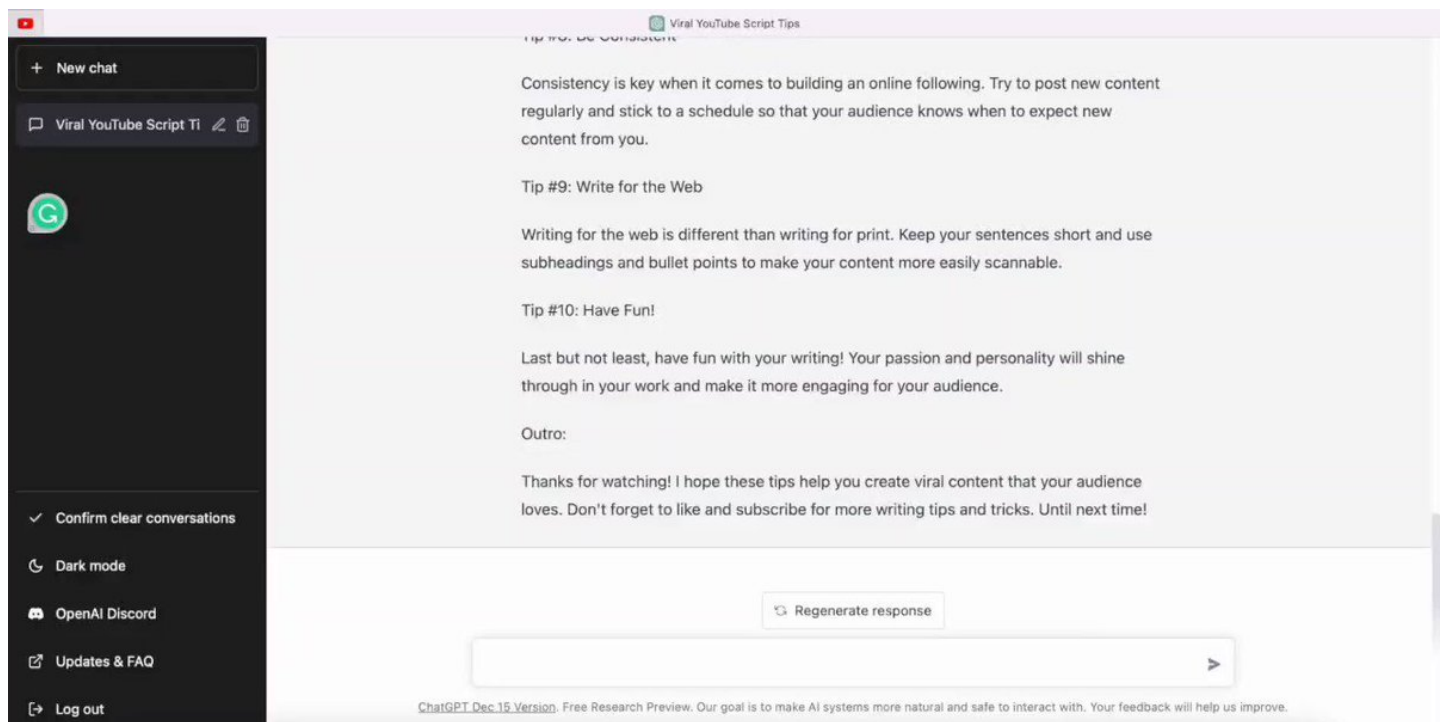 Viral YouTube Script Tips
+ New chat
Viral YouTube Script Ti
Confirm clear conversations
Dark mode
OpenAI Discord
Updates & FAQ
Log out
Be Consistent
Consistency is key when it comes to building an online following. Try to post new content
regularly and stick to a schedule so that your audience knows when to expect new
content from you.
Tip #9: Write for the Web
Writing for the web is different than writing for print. Keep your sentences short and use
subheadings and bullet points to make your content more easily scannable.
Tip #10: Have Fun!
Last but not least, have fun with your writing! Your passion and personality will shine
through in your work and make it more engaging for your audience.
Outro:
Thanks for watching! I hope these tips help you create viral content that your audience
loves. Don't forget to like and subscribe for more writing tips and tricks. Until next time!
Regenerate response
ChatGPT Dec 15 Version. Free Research Preview. Our goal is to make AI systems more natural and safe to interact with. Your feedback will help us improve.